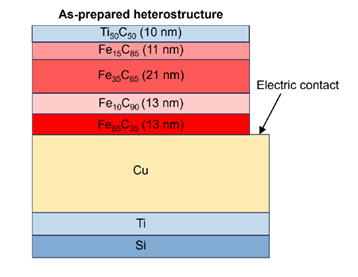 As-prepared heterostructure
Ti₅₀C₅₀ (10 nm)
Fe₁₅C₈₅ (11 nm)
Fe₃₅C₆₅ (21 nm)
Electric contact
Fe₁₀C₉₀ (13 nm)
Fe₆₅C₃₅ (13 nm)
Cu
Ti
Si